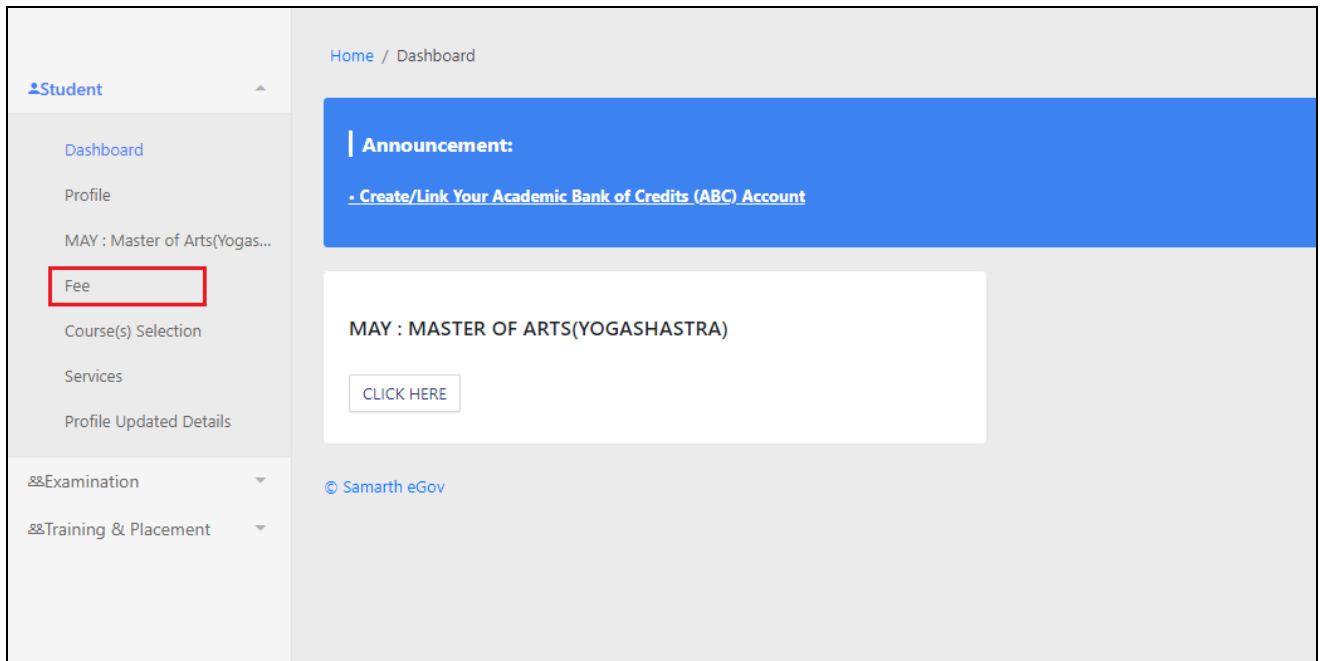 Student
Dashboard
Profile
MAY : Master of Arts(Yogas...
Fee
Course(s) Selection
Services
Profile Updated Details
Examination
Training & Placement
Home / Dashboard
Announcement:
• Create/Link Your Academic Bank of Credits (ABC) Account
MAY : MASTER OF ARTS(YOGASHASTRA)
CLICK HERE
© Samarth eGov